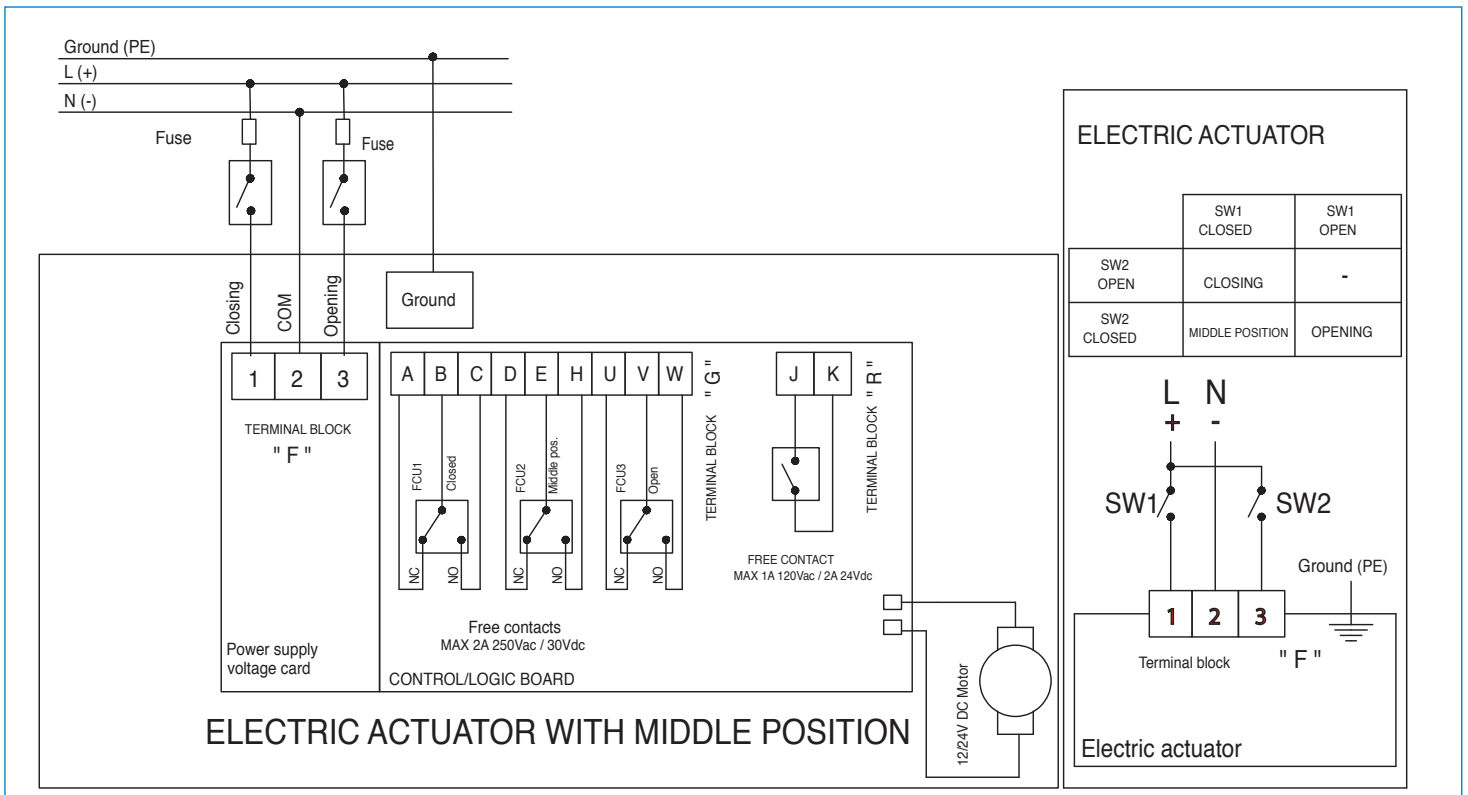 Ground (PE)
L (+)
N (-)
Fuse
Fuse
Closing
COM
Opening
Ground
1 2 3
TERMINAL BLOCK
" F "
Power supply
voltage card
A B C D E H U V W
TERMINAL BLOCK " G "
J K
TERMINAL BLOCK " R "
FCU1
Closed
NC
NO
FCU2
Middle pos.
NC
NO
FCU3
Open
NC
NO
Free contacts
MAX 2A 250Vac / 30Vdc
FREE CONTACT
MAX 1A 120Vac / 2A 24Vdc
CONTROL/LOGIC BOARD
12/24V DC Motor
ELECTRIC ACTUATOR WITH MIDDLE POSITION
ELECTRIC ACTUATOR
SW1
CLOSED
SW1
OPEN
SW2
OPEN
CLOSING
-
SW2
CLOSED
MIDDLE POSITION
OPENING
L N
+ -
SW1
SW2
Ground (PE)
1 2 3
Terminal block
" F "
Electric actuator